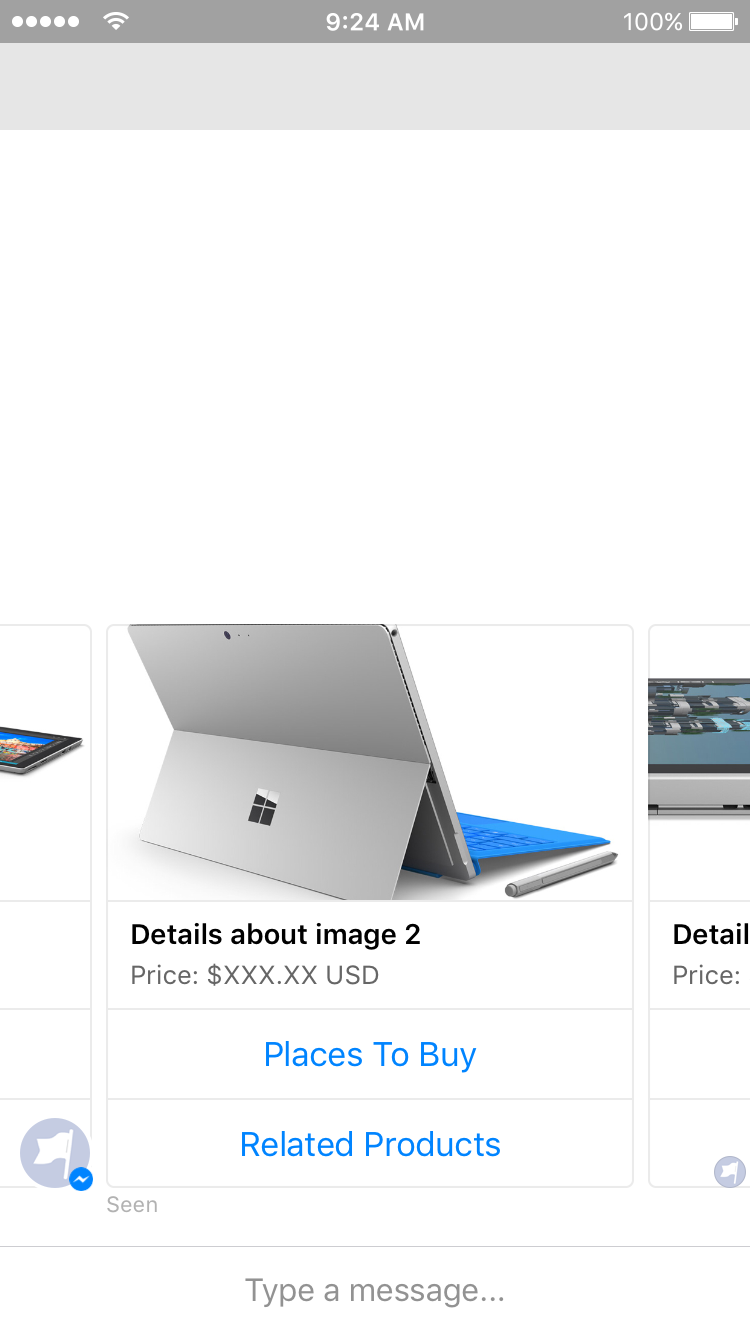 9:24 AM
100%
Details about image 2
Price: $XXX.XX USD
Places To Buy
Related Products
Detail
Price:
Seen
Type a message...